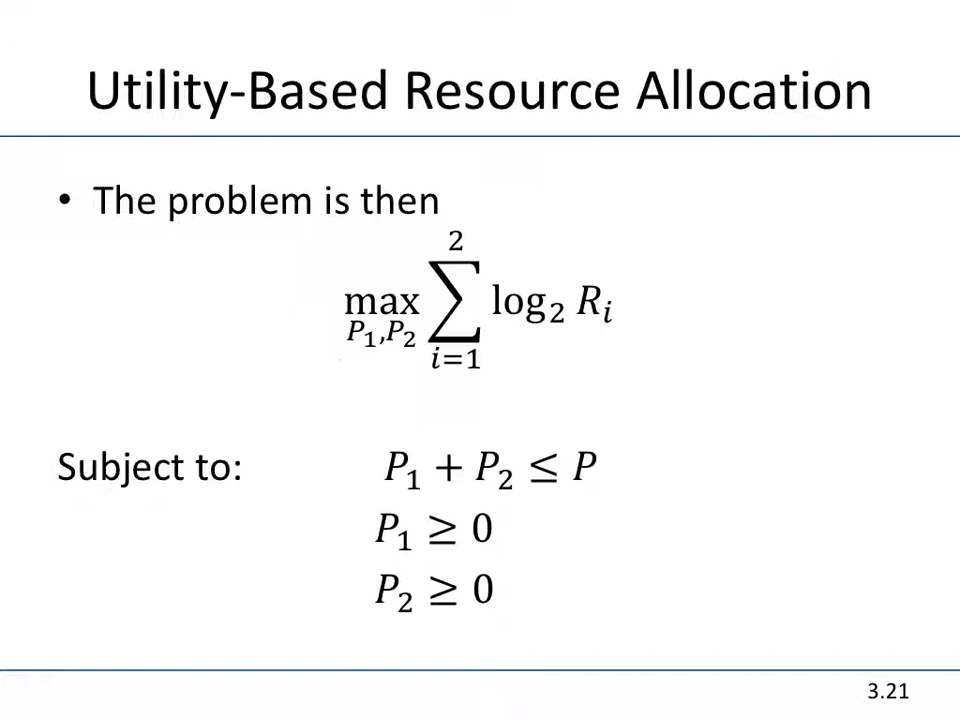 Utility-Based Resource Allocation
• The problem is then
max_{P₁,P₂} ∑_{i=1}^{2} log₂ Rᵢ
Subject to: P₁ + P₂ ≤ P
P₁ ≥ 0
P₂ ≥ 0
3.21